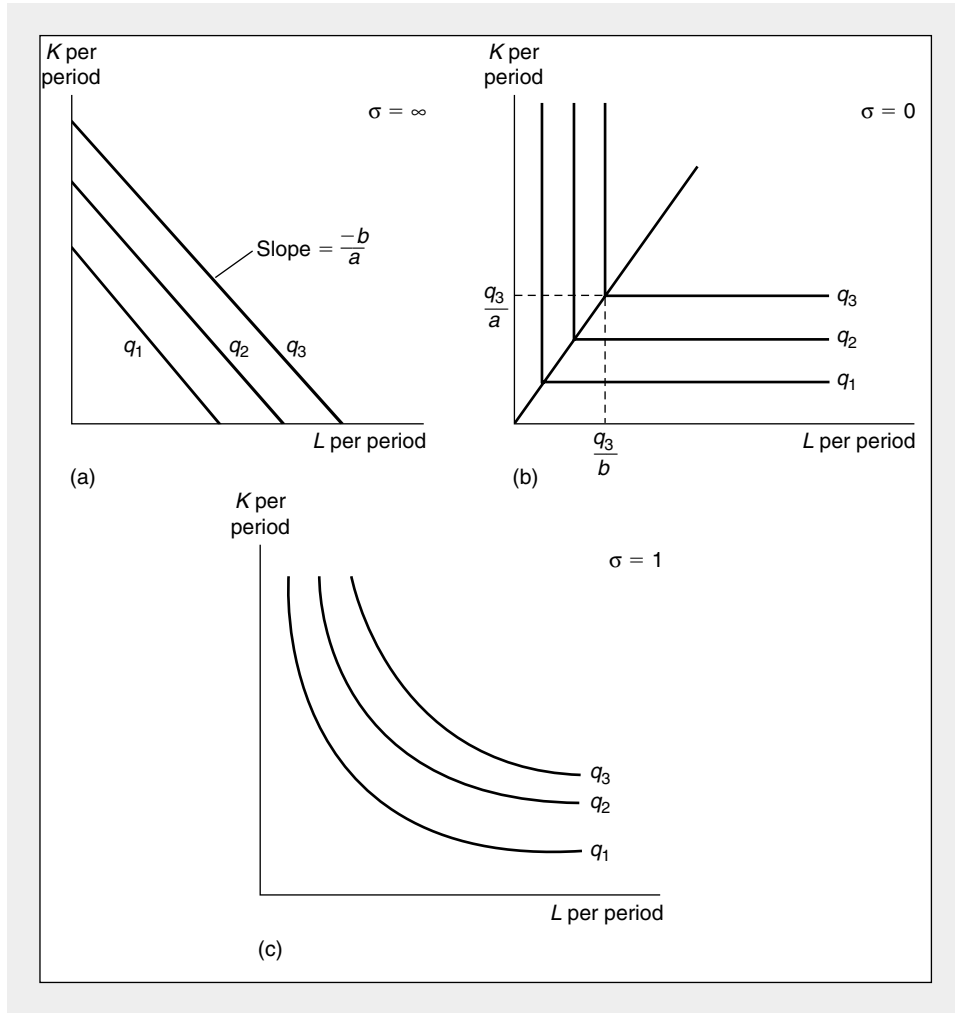 K per
period
σ = ∞
Slope = −b/a
q1
q2
q3
L per period
(a)
K per
period
σ = 0
q3/a
q3
q2
q1
L per period
q3/b
(b)
K per
period
σ = 1
q3
q2
q1
L per period
(c)